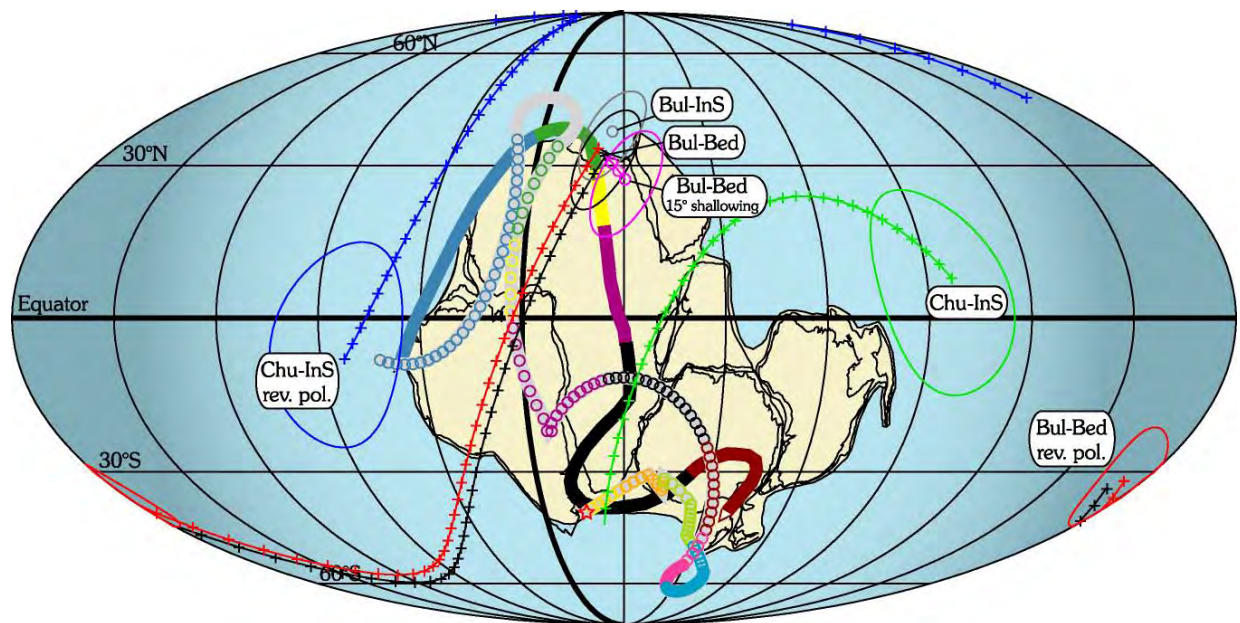 60°N
Bul-InS
Bul-Bed
30°N
Bul-Bed
15° shallowing
Equator
Chu-InS
Chu-InS
rev. pol.
Bul-Bed
rev. pol.
30°S
60°S